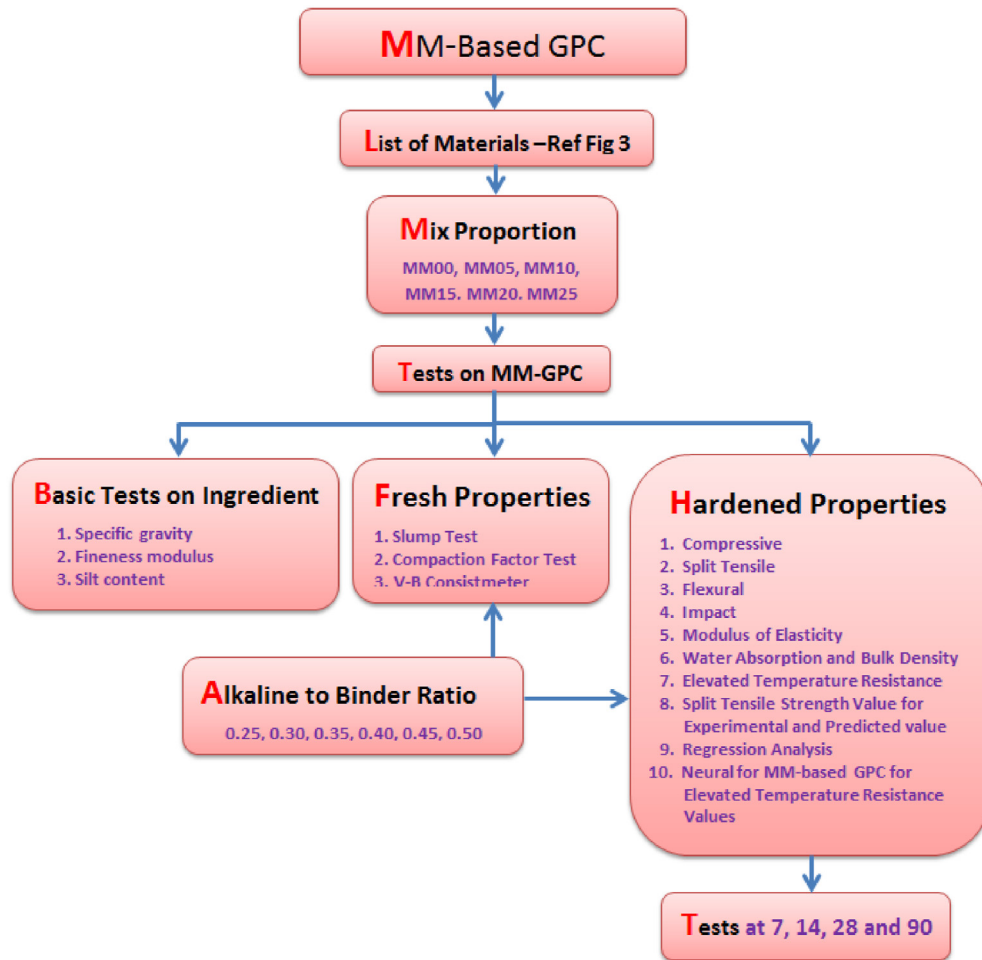 MM-Based GPC
List of Materials –Ref Fig 3
Mix Proportion
MM00, MM05, MM10,
MM15. MM20. MM25
Tests on MM-GPC
Basic Tests on Ingredient
1. Specific gravity
2. Fineness modulus
3. Silt content
Fresh Properties
1. Slump Test
2. Compaction Factor Test
3. V-B Consistmeter
Hardened Properties
1. Compressive
2. Split Tensile
3. Flexural
4. Impact
5. Modulus of Elasticity
6. Water Absorption and Bulk Density
7. Elevated Temperature Resistance
8. Split Tensile Strength Value for
Experimental and Predicted value
9. Regression Analysis
10. Neural for MM-based GPC for
Elevated Temperature Resistance
Values
Alkaline to Binder Ratio
0.25, 0.30, 0.35, 0.40, 0.45, 0.50
Tests at 7, 14, 28 and 90